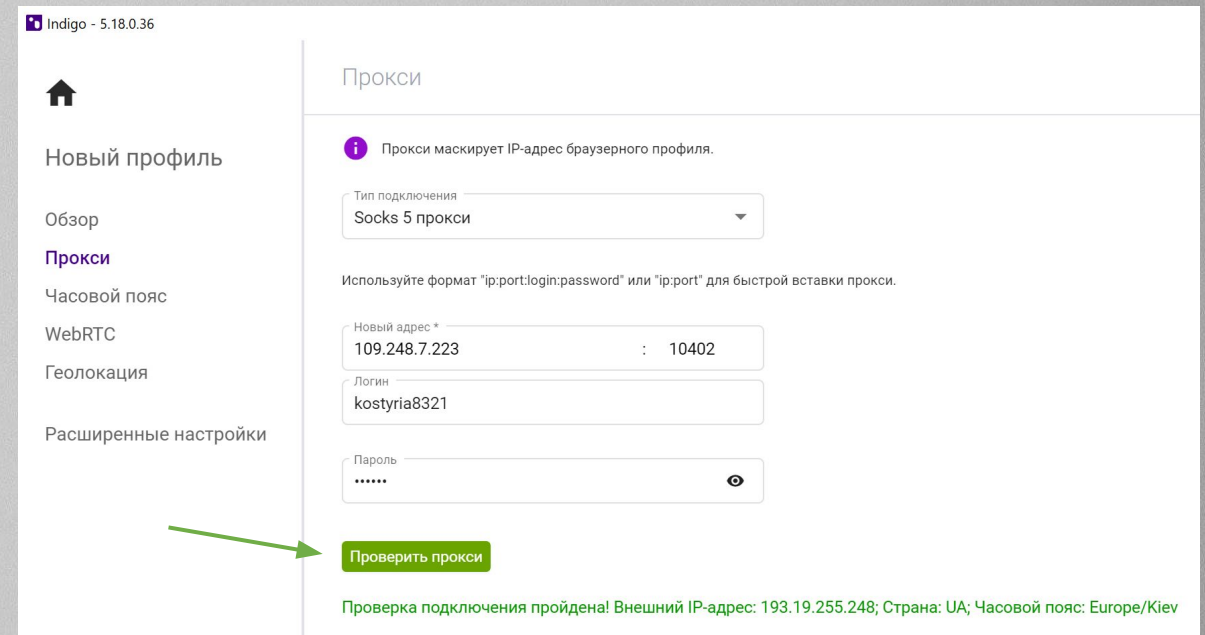 Indigo - 5.18.0.36
Новый профиль
Обзор
Прокси
Часовой пояс
WebRTC
Геолокация
Расширенные настройки
Прокси
Прокси маскирует IP-адрес браузерного профиля.
Тип подключения
Socks 5 прокси
Используйте формат "ip:port:login:password" или "ip:port" для быстрой вставки прокси.
Новый адрес *
109.248.7.223 : 10402
Логин
kostyria8321
Пароль
••••••
Проверить прокси
Проверка подключения пройдена! Внешний IP-адрес: 193.19.255.248; Страна: UA; Часовой пояс: Europe/Kiev